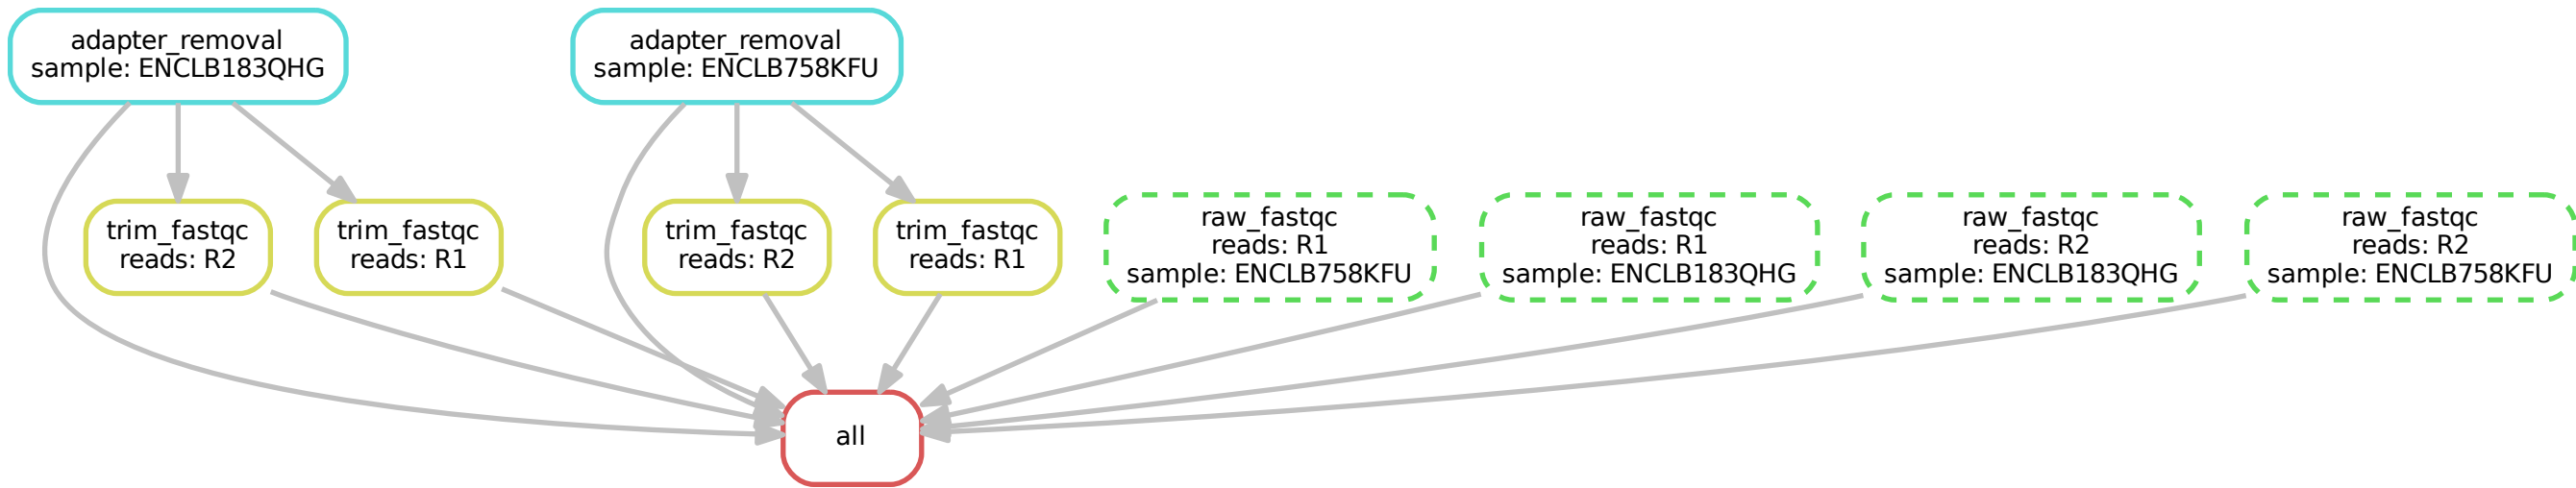 adapter_removal
sample: ENCLB183QHG
adapter_removal
sample: ENCLB758KFU
trim_fastqc
reads: R2
trim_fastqc
reads: R1
trim_fastqc
reads: R2
trim_fastqc
reads: R1
raw_fastqc
reads: R1
sample: ENCLB758KFU
raw_fastqc
reads: R1
sample: ENCLB183QHG
raw_fastqc
reads: R2
sample: ENCLB183QHG
raw_fastqc
reads: R2
sample: ENCLB758KFU
all